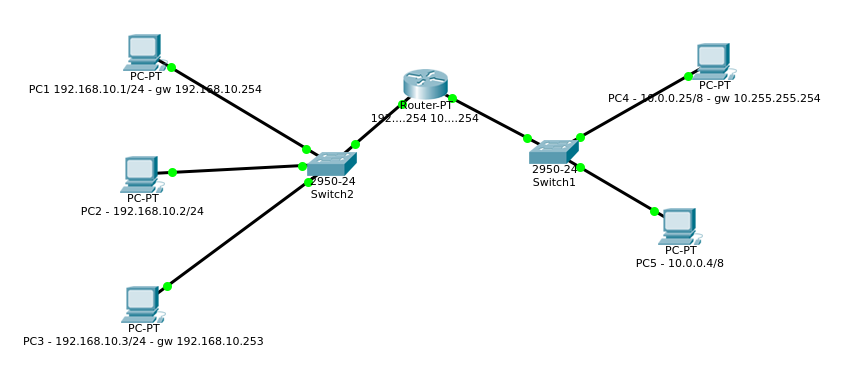 PC-PT
PC1 192.168.10.1/24 - gw 192.168.10.254
PC-PT
PC2 - 192.168.10.2/24
PC-PT
PC3 - 192.168.10.3/24 - gw 192.168.10.253
2950-24
Switch2
Router-PT
192....254 10....254
2950-24
Switch1
PC-PT
PC4 - 10.0.0.25/8 - gw 10.255.255.254
PC-PT
PC5 - 10.0.0.4/8